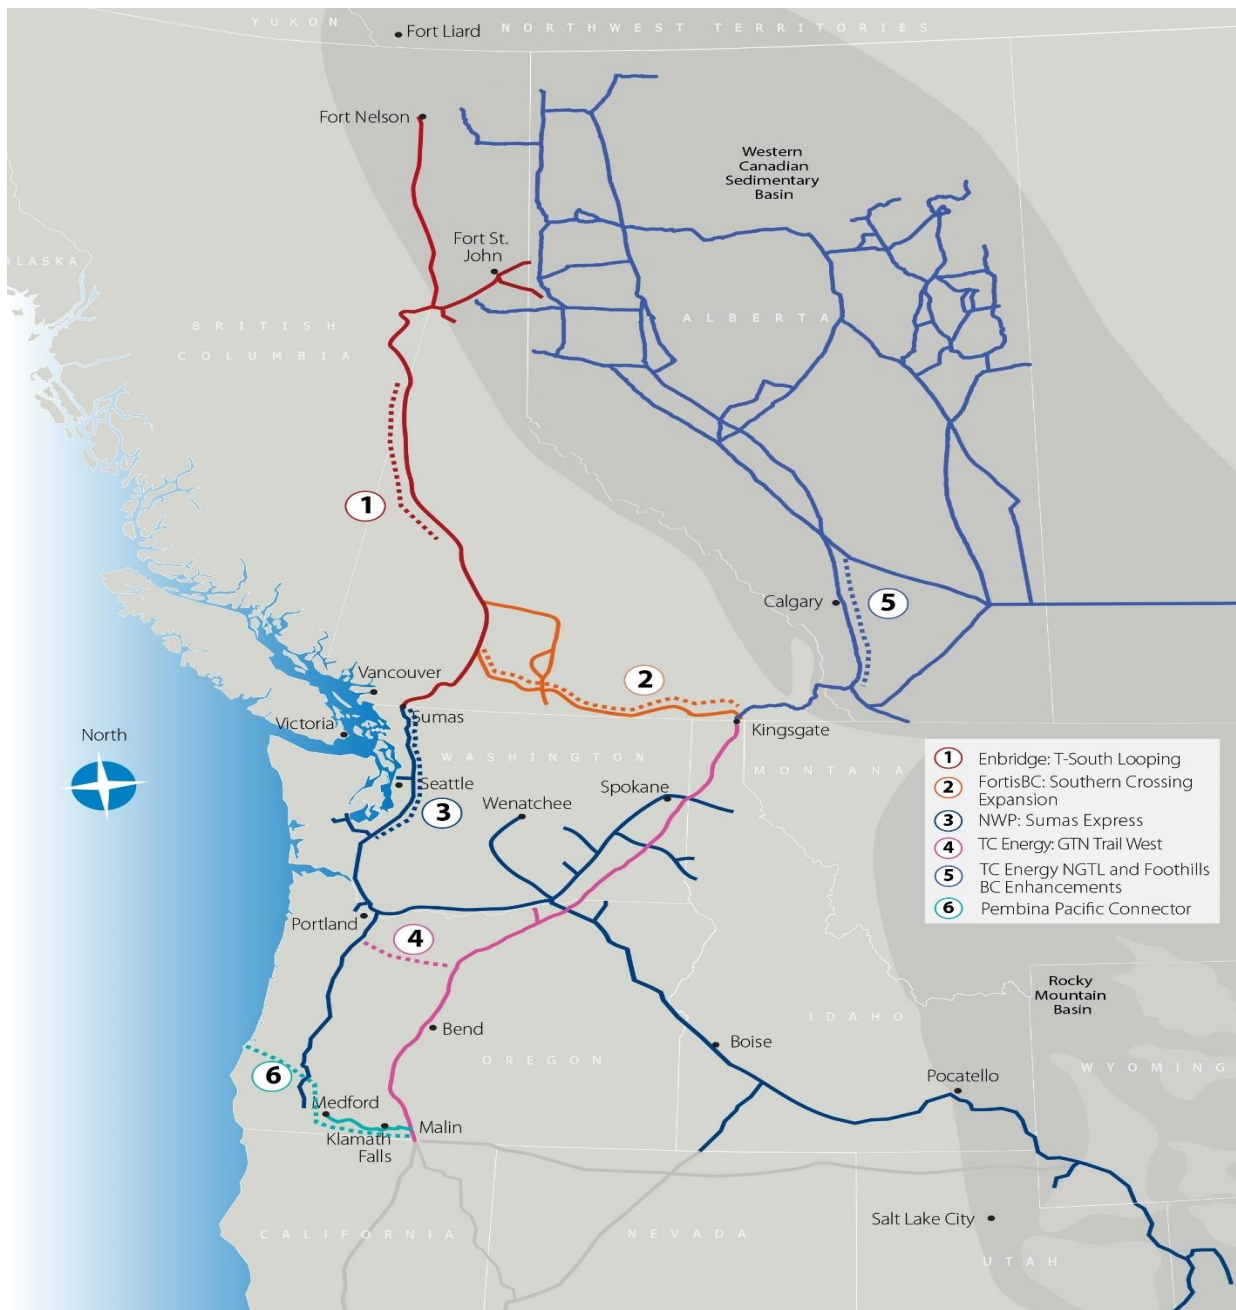 YUKON
Fort Liard
NORTHWEST TERRITORIES
Fort Nelson
Western
Canadian
Sedimentary
Basin
Fort St.
John
ALASKA
BRITISH
COLUMBIA
ALBERTA
1
Calgary
5
Vancouver
2
Sumas
Victoria
Kingsgate
North
WASHINGTON
MONTANA
Seattle
Spokane
Wenatchee
3
1 Enbridge: T-South Looping
2 FortisBC: Southern Crossing
Expansion
3 NWP: Sumas Express
4 TC Energy: GTN Trail West
5 TC Energy NGTL and Foothills
BC Enhancements
6 Pembina Pacific Connector
Portland
4
Rocky
Mountain
Basin
IDAHO
Bend
Boise
OREGON
6
WYOMING
Pocatello
Medford
Malin
Klamath
Falls
Salt Lake City
CALIFORNIA
NEVADA
UTAH